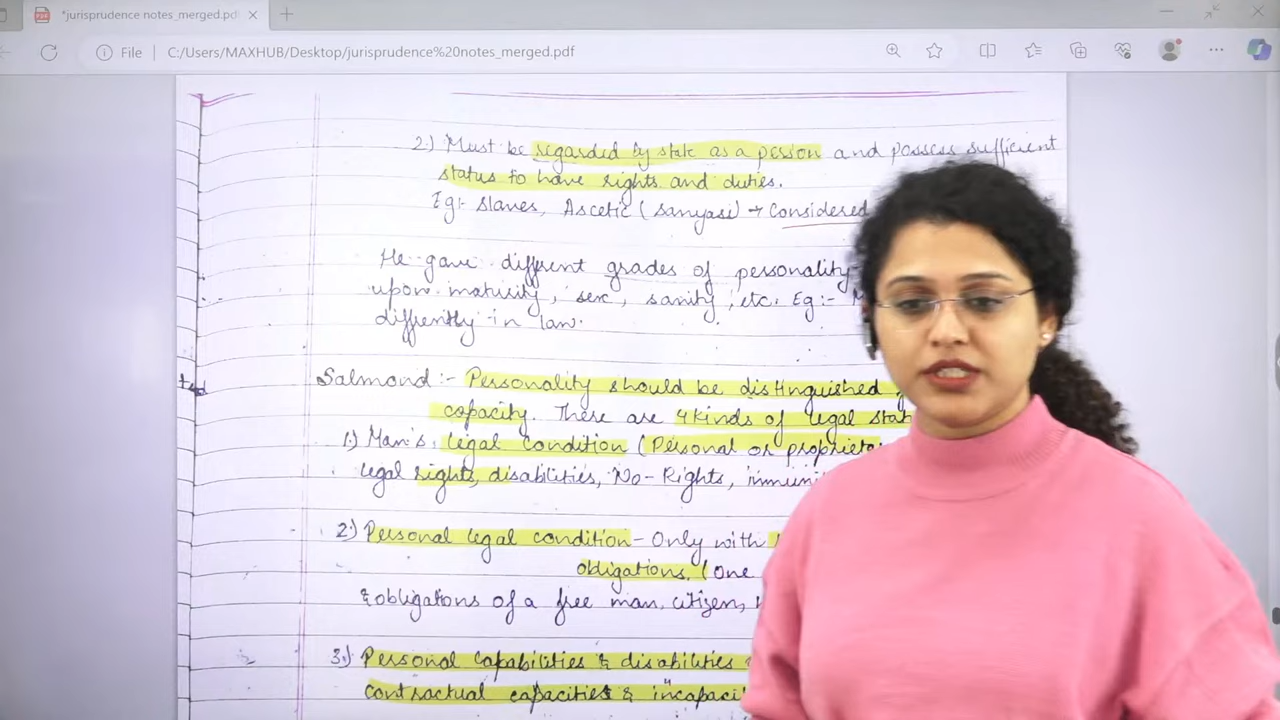 *jurisprudence notes_merged.pdf
File
C:/Users/MAXHUB/Desktop/jurisprudence%20notes_merged.pdf
2.) Must be regarded by state as a person and possess sufficient
status to have rights and duties.
Eg:- slaves, Ascetic (sanyasi) → Considered
He gave different grades of personality
upon maturity, sex, sanity, etc. Eg:-
differently in law.
Salmond :- Personality should be distinguished
capacity. There are 4 kinds of legal
1.) Man's legal condition (Personal or
legal rights, disabilities, No-Rights,
2.) Personal legal condition - Only with
obligations. (One
& obligations of a free man, citizen,
3.) Personal capabilities & disabilities
contractual capacities &